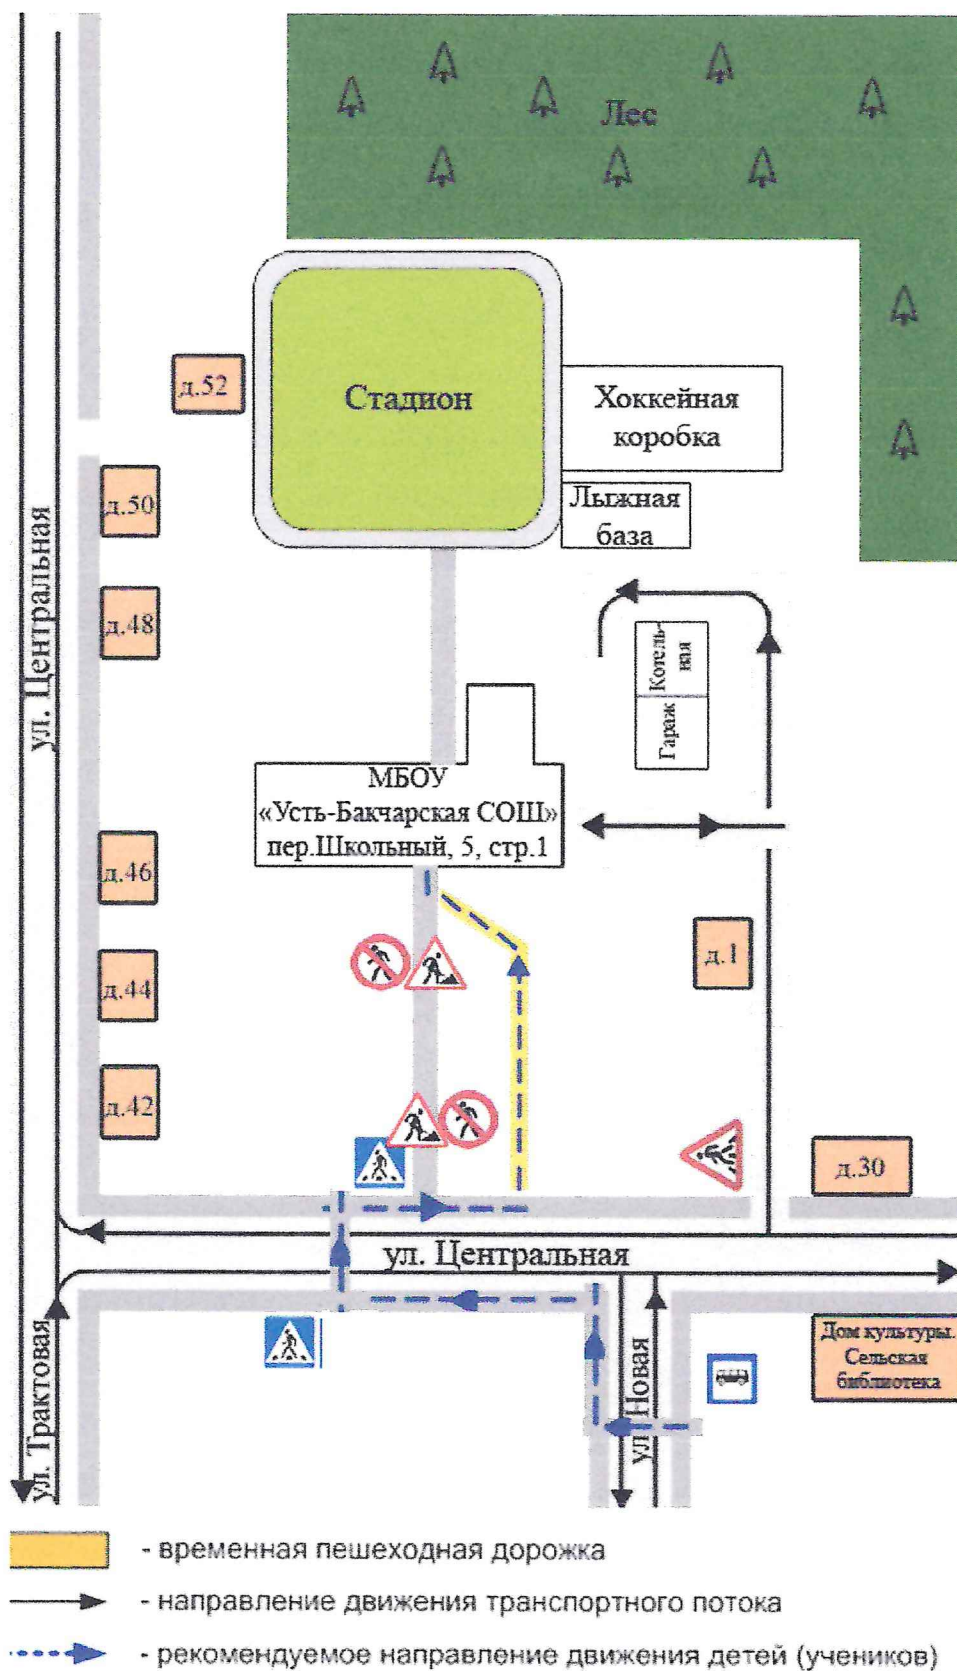 Лес
Стадион
Хоккейная
коробка
Лыжная
база
д.52
д.50
д.48
ул. Центральная
Котель-
ная
Гараж
МБОУ
«Усть-Бакчарская СОШ»
пер.Школьный, 5, стр.1
д.46
д.44
д.42
д.1
д.30
ул. Центральная
Дом культуры.
Сельская
библиотека
ул. Трактовая
ул. Новая
- временная пешеходная дорожка
- направление движения транспортного потока
- рекомендуемое направление движения детей (учеников)